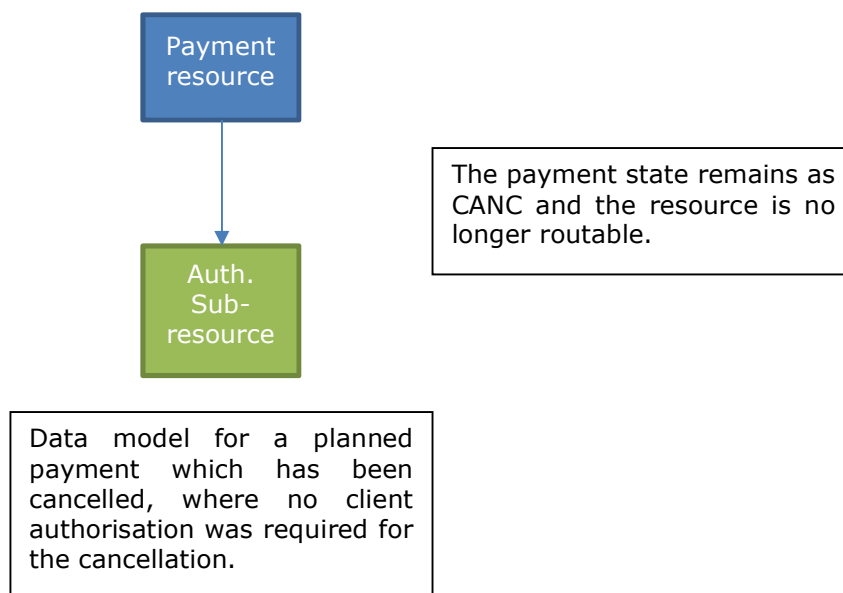 Payment
resource
The payment state remains as
CANC and the resource is no
longer routable.
Auth.
Sub-
resource
Data model for a planned
payment which has been
cancelled, where no client
authorisation was required for
the cancellation.